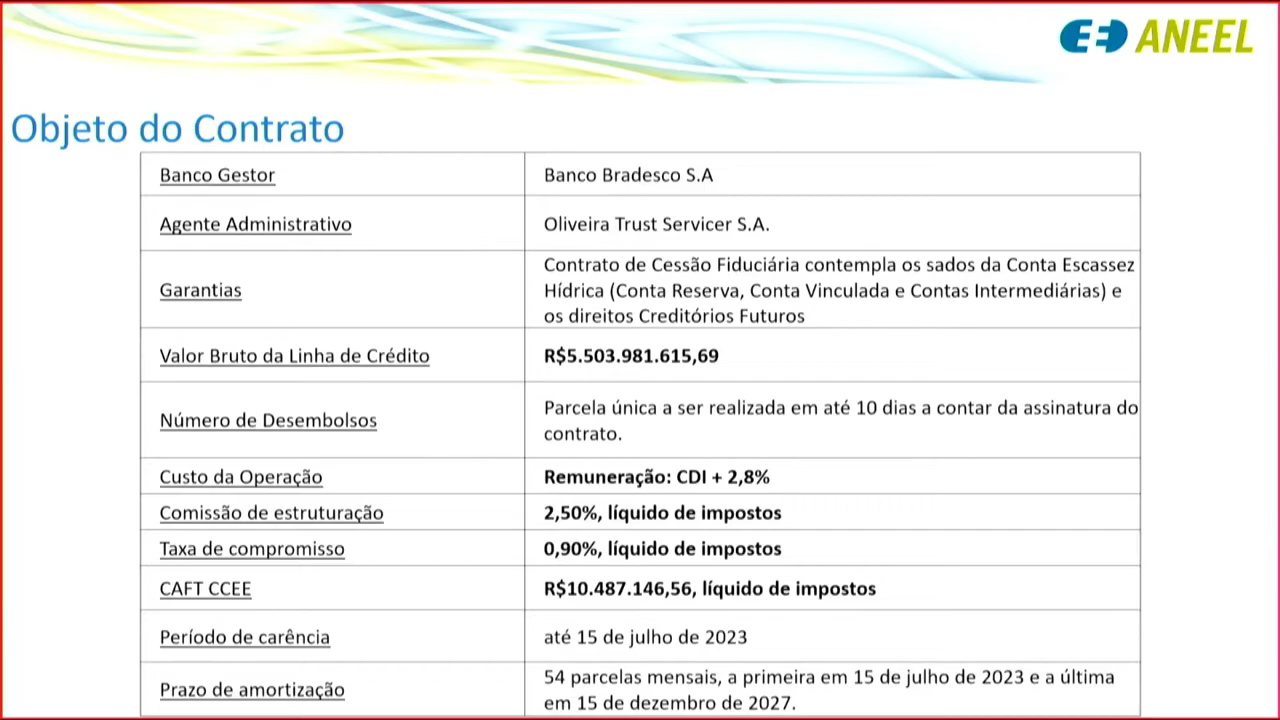 ANEEL
Objeto do Contrato
Banco Gestor
Banco Bradesco S.A
Agente Administrativo
Oliveira Trust Servicer S.A.
Garantias
Contrato de Cessão Fiduciária contempla os sados da Conta Escassez
Hídrica (Conta Reserva, Conta Vinculada e Contas Intermediárias) e
os direitos Creditórios Futuros
Valor Bruto da Linha de Crédito
R$5.503.981.615,69
Número de Desembolsos
Parcela única a ser realizada em até 10 dias a contar da assinatura do
contrato.
Custo da Operação
Remuneração: CDI + 2,8%
Comissão de estruturação
2,50%, líquido de impostos
Taxa de compromisso
0,90%, líquido de impostos
CAFT CCEE
R$10.487.146,56, líquido de impostos
Período de carência
até 15 de julho de 2023
Prazo de amortização
54 parcelas mensais, a primeira em 15 de julho de 2023 e a última
em 15 de dezembro de 2027.